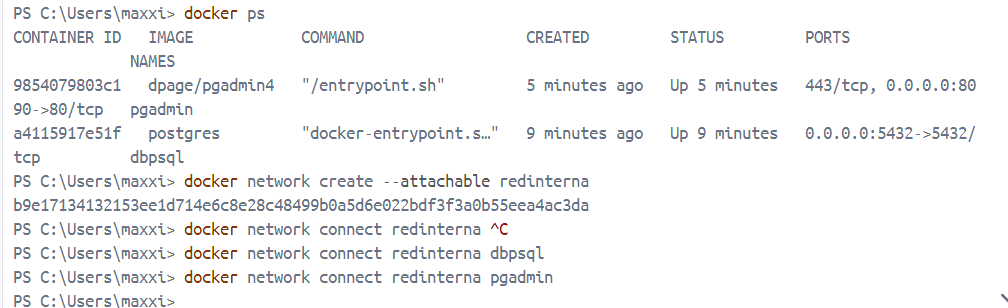 PS C:\Users\maxxi> docker ps
CONTAINER ID   IMAGE            COMMAND                  CREATED         STATUS         PORTS
            NAMES
9854079803c1   dpage/pgadmin4   "/entrypoint.sh"         5 minutes ago   Up 5 minutes   443/tcp, 0.0.0.0:80
90->80/tcp   pgadmin
a4115917e51f   postgres         "docker-entrypoint.s…"   9 minutes ago   Up 9 minutes   0.0.0.0:5432->5432/
tcp          dbpsql
PS C:\Users\maxxi> docker network create --attachable redinterna
b9e17134132153ee1d714e6c8e28c48499b0a5d6e022bdf3f3a0b55eea4ac3da
PS C:\Users\maxxi> docker network connect redinterna ^C
PS C:\Users\maxxi> docker network connect redinterna dbpsql
PS C:\Users\maxxi> docker network connect redinterna pgadmin
PS C:\Users\maxxi>